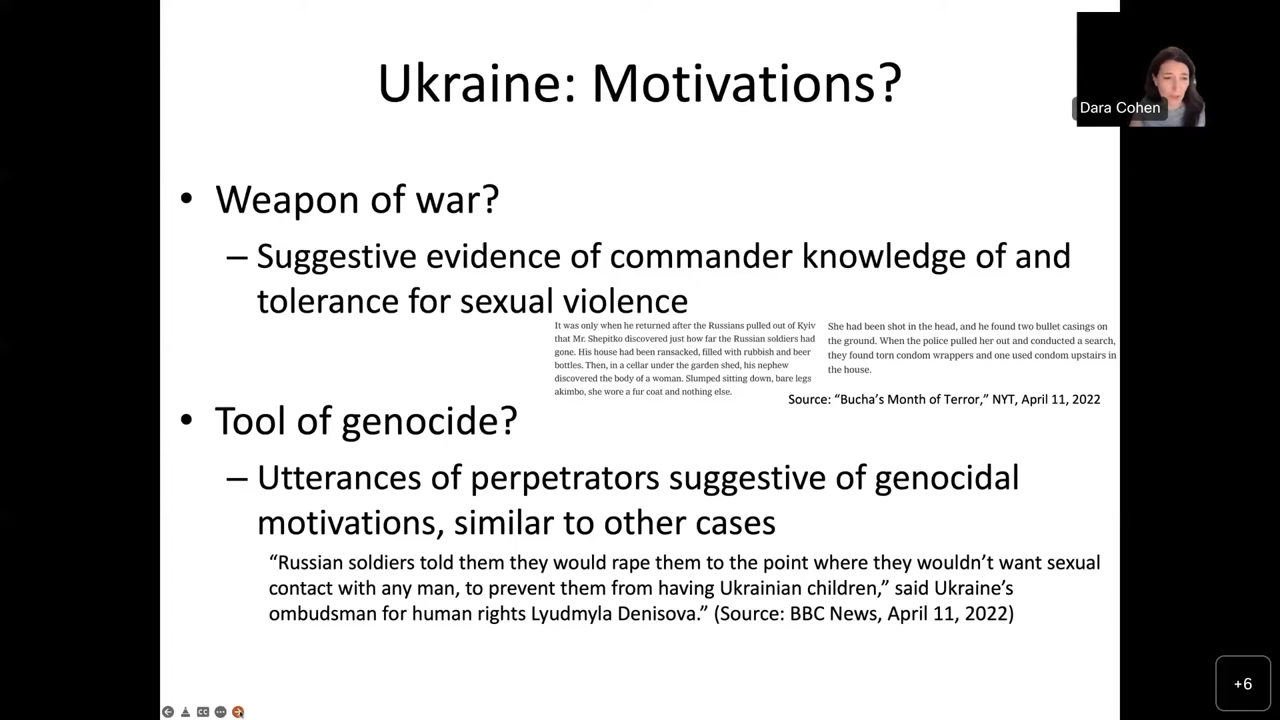 Ukraine: Motivations?
Dara Cohen
• Weapon of war?
– Suggestive evidence of commander knowledge of and
tolerance for sexual violence
It was only when he returned after the Russians pulled out of Kyiv
that Mr. Shepitko discovered just how far the Russian soldiers had
gone. His house had been ransacked, filled with rubbish and beer
bottles. Then, in a cellar under the garden shed, his nephew
discovered the body of a woman. Slumped sitting down, bare legs
akimbo, she wore a fur coat and nothing else.
She had been shot in the head, and he found two bullet casings on
the ground. When the police pulled her out and conducted a search,
they found torn condom wrappers and one used condom upstairs in
the house.
Source: “Bucha’s Month of Terror,” NYT, April 11, 2022
• Tool of genocide?
– Utterances of perpetrators suggestive of genocidal
motivations, similar to other cases
“Russian soldiers told them they would rape them to the point where they wouldn’t want sexual
contact with any man, to prevent them from having Ukrainian children,” said Ukraine’s
ombudsman for human rights Lyudmyla Denisova.” (Source: BBC News, April 11, 2022)
CC
+6